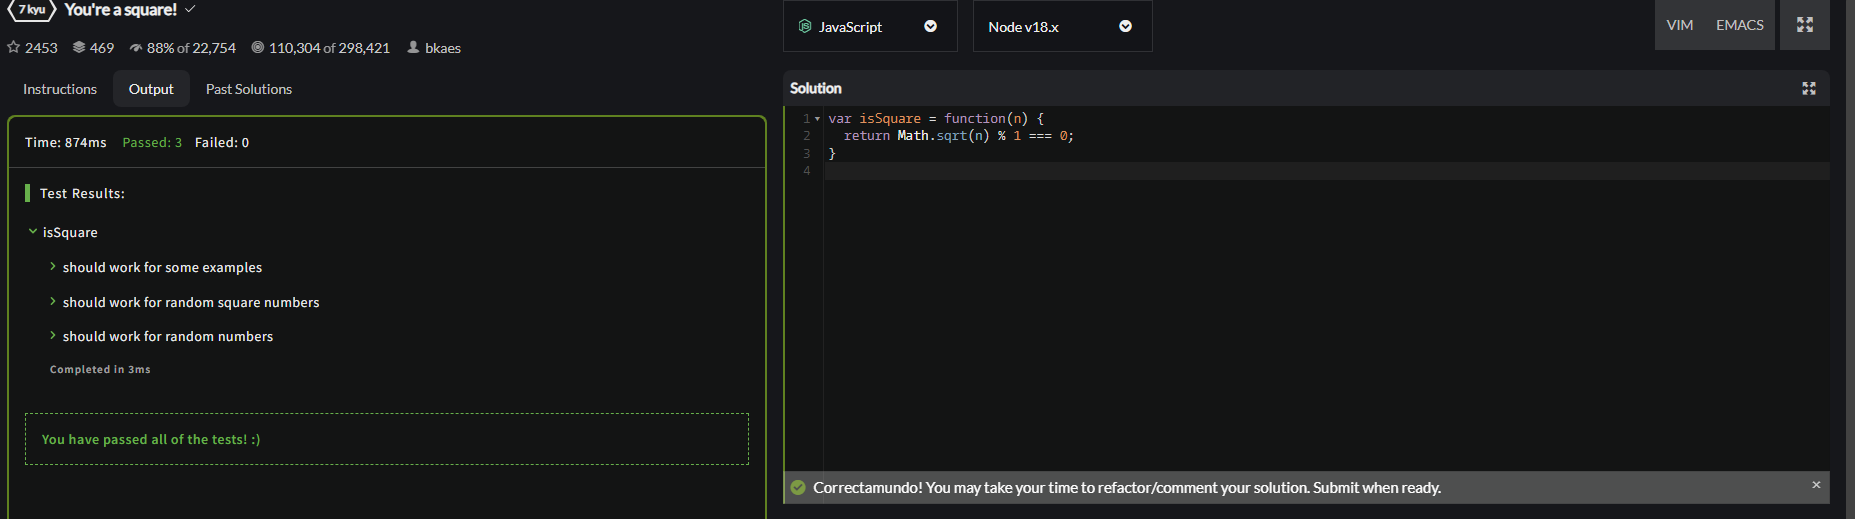 7 kyu You're a square!
2453 469 88% of 22,754 110,304 of 298,421 bkaes
Instructions Output Past Solutions
Time: 874ms Passed: 3 Failed: 0
Test Results:
isSquare
should work for some examples
should work for random square numbers
should work for random numbers
Completed in 3ms
You have passed all of the tests! :)
JavaScript Node v18.x VIM EMACS
Solution
1 var isSquare = function(n) {
2 return Math.sqrt(n) % 1 === 0;
3 }
4
Correctamundo! You may take your time to refactor/comment your solution. Submit when ready.